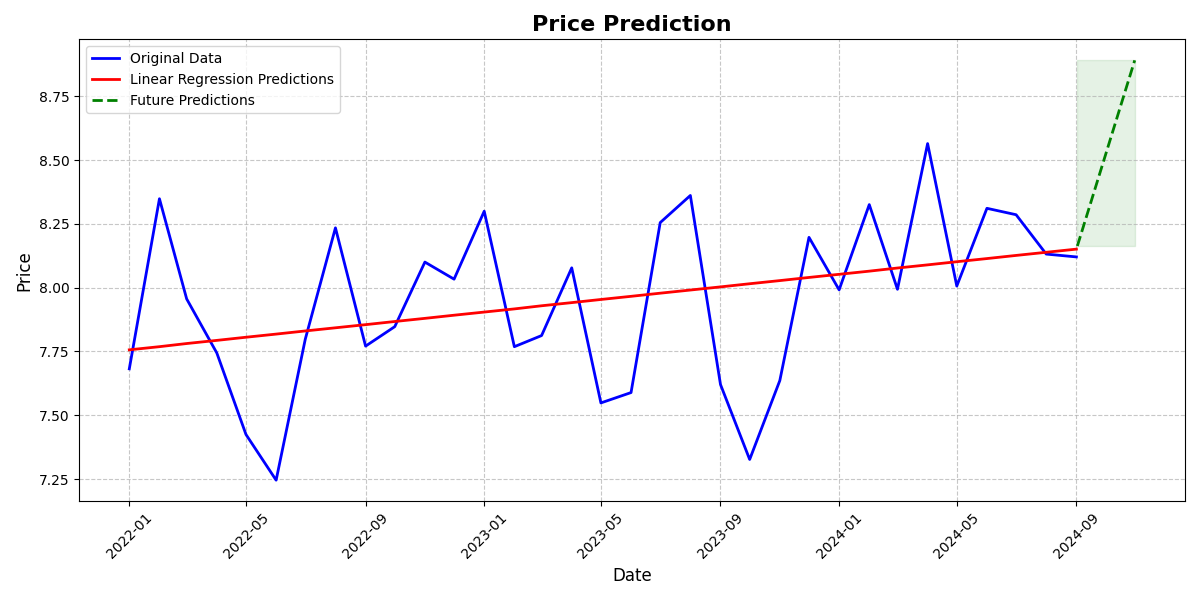 Price Prediction
Original Data
Linear Regression Predictions
Future Predictions
Price
8.75
8.50
8.25
8.00
7.75
7.50
7.25
2022-01
2022-05
2022-09
2023-01
2023-05
2023-09
2024-01
2024-05
2024-09
Date